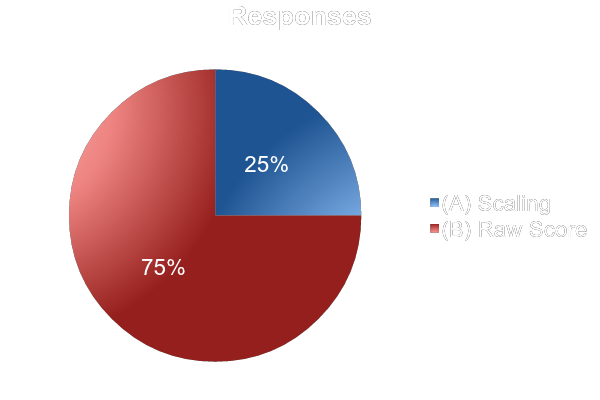 Responses
25%
75%
(A) Scaling
(B) Raw Score